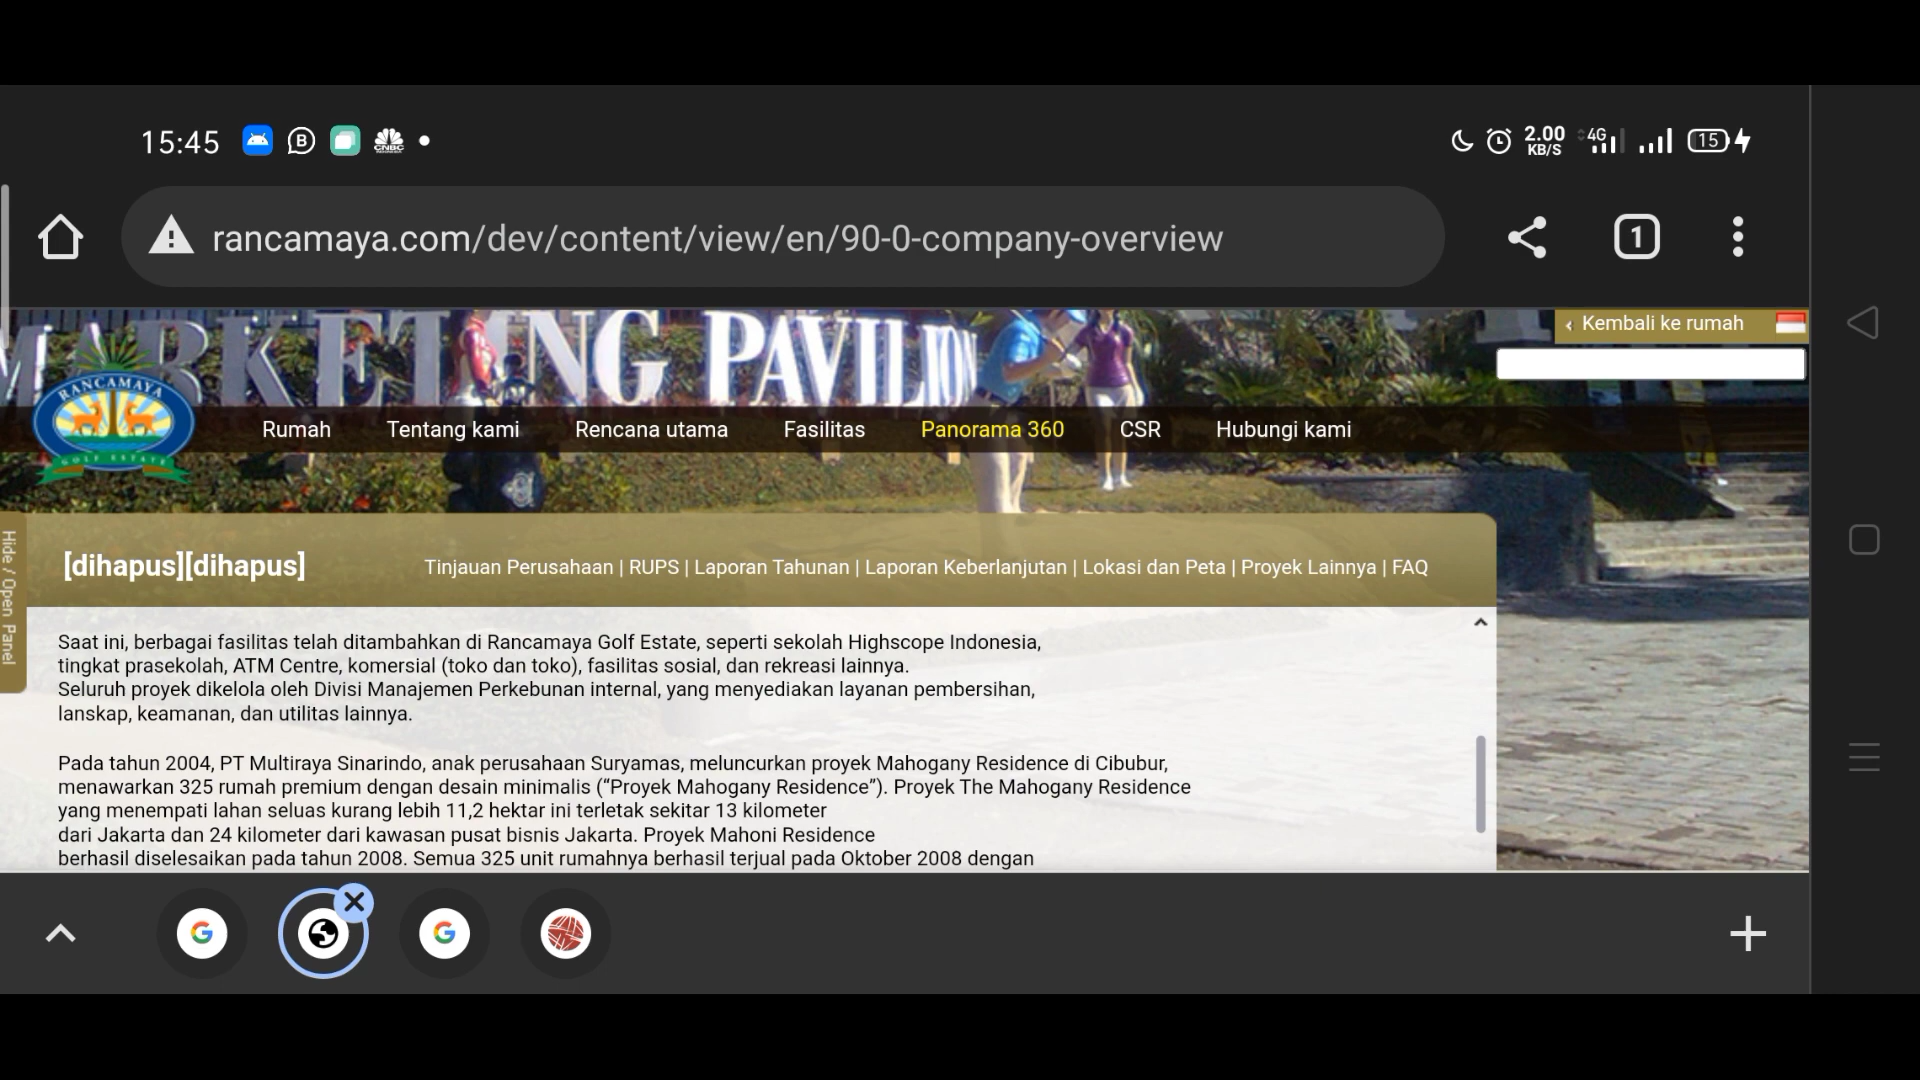 15:45
B
CNBC
2.00
KB/S
4G
15
rancamaya.com/dev/content/view/en/90-0-company-overview
1
MARKETING PAVILION
Kembali ke rumah
RANCAMAYA
GOLF ESTATE
Rumah Tentang kami Rencana utama Fasilitas Panorama 360 CSR Hubungi kami
Hide / Open Panel
[dihapus][dihapus]
Tinjauan Perusahaan | RUPS | Laporan Tahunan | Laporan Keberlanjutan | Lokasi dan Peta | Proyek Lainnya | FAQ
Saat ini, berbagai fasilitas telah ditambahkan di Rancamaya Golf Estate, seperti sekolah Highscope Indonesia,
tingkat prasekolah, ATM Centre, komersial (toko dan toko), fasilitas sosial, dan rekreasi lainnya.
Seluruh proyek dikelola oleh Divisi Manajemen Perkebunan internal, yang menyediakan layanan pembersihan,
lanskap, keamanan, dan utilitas lainnya.
Pada tahun 2004, PT Multiraya Sinarindo, anak perusahaan Suryamas, meluncurkan proyek Mahogany Residence di Cibubur,
menawarkan 325 rumah premium dengan desain minimalis (“Proyek Mahogany Residence”). Proyek The Mahogany Residence
yang menempati lahan seluas kurang lebih 11,2 hektar ini terletak sekitar 13 kilometer
dari Jakarta dan 24 kilometer dari kawasan pusat bisnis Jakarta. Proyek Mahoni Residence
berhasil diselesaikan pada tahun 2008. Semua 325 unit rumahnya berhasil terjual pada Oktober 2008 dengan